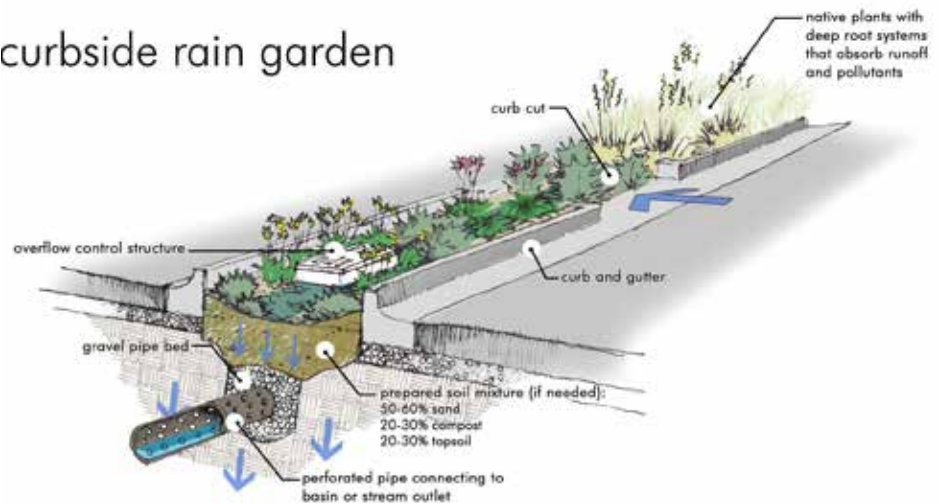 curbside rain garden
native plants with
deep root systems
that absorb runoff
and pollutants
curb cut
overflow control structure
curb and gutter
gravel pipe bed
prepared soil mixture (if needed):
50-60% sand
20-30% compost
20-30% topsoil
perforated pipe connecting to
basin or stream outlet